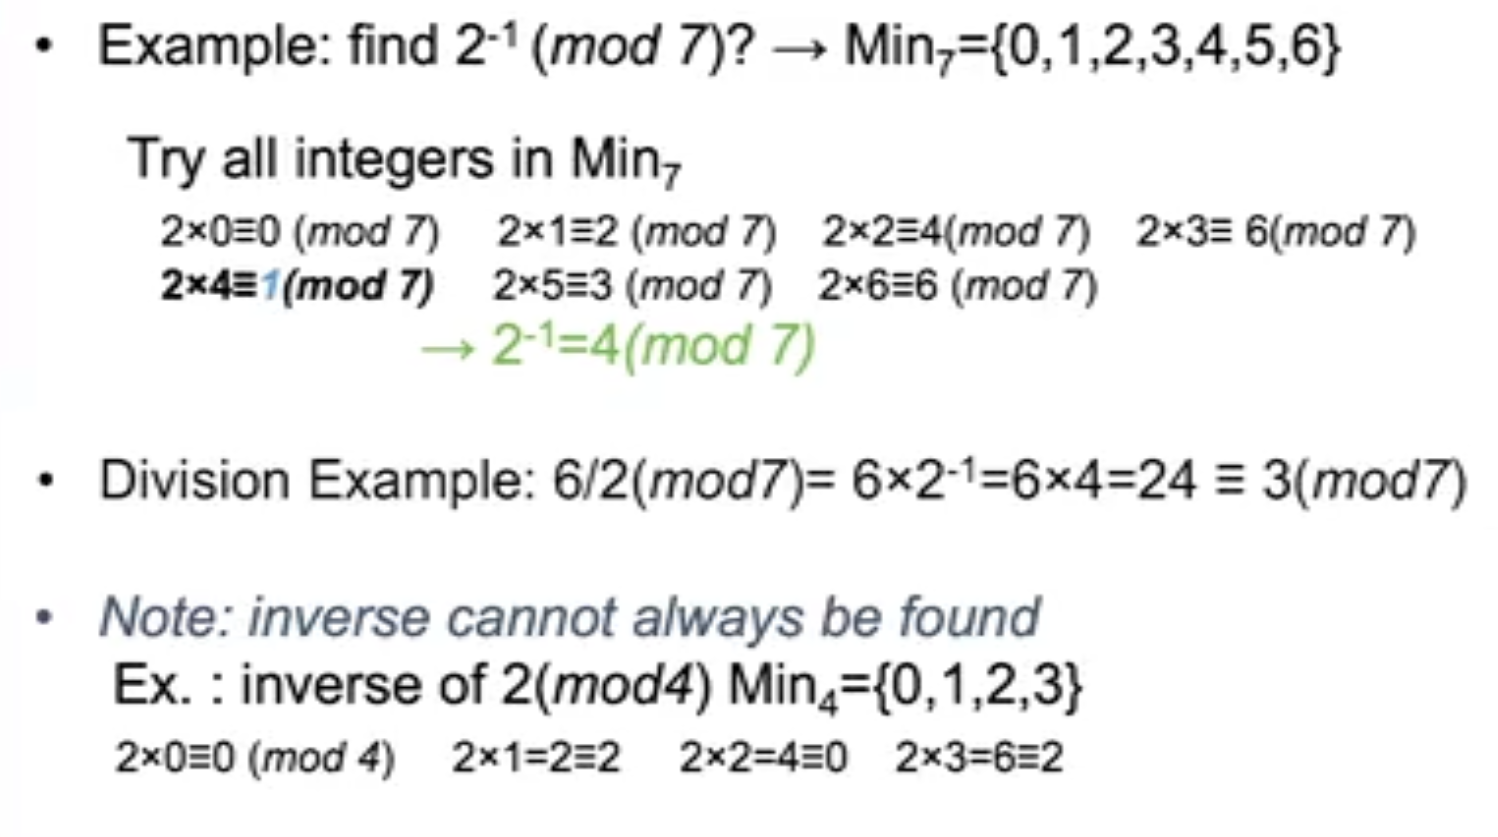 • Example: find 2⁻¹ (mod 7)? → Min₇={0,1,2,3,4,5,6}
Try all integers in Min₇
2×0≡0 (mod 7) 2×1≡2 (mod 7) 2×2≡4(mod 7) 2×3≡ 6(mod 7)
2×4≡1(mod 7) 2×5≡3 (mod 7) 2×6≡6 (mod 7)
→ 2⁻¹=4(mod 7)
• Division Example: 6/2(mod7)= 6×2⁻¹=6×4=24 ≡ 3(mod7)
• Note: inverse cannot always be found
Ex. : inverse of 2(mod4) Min₄={0,1,2,3}
2×0≡0 (mod 4) 2×1=2≡2 2×2=4≡0 2×3=6≡2